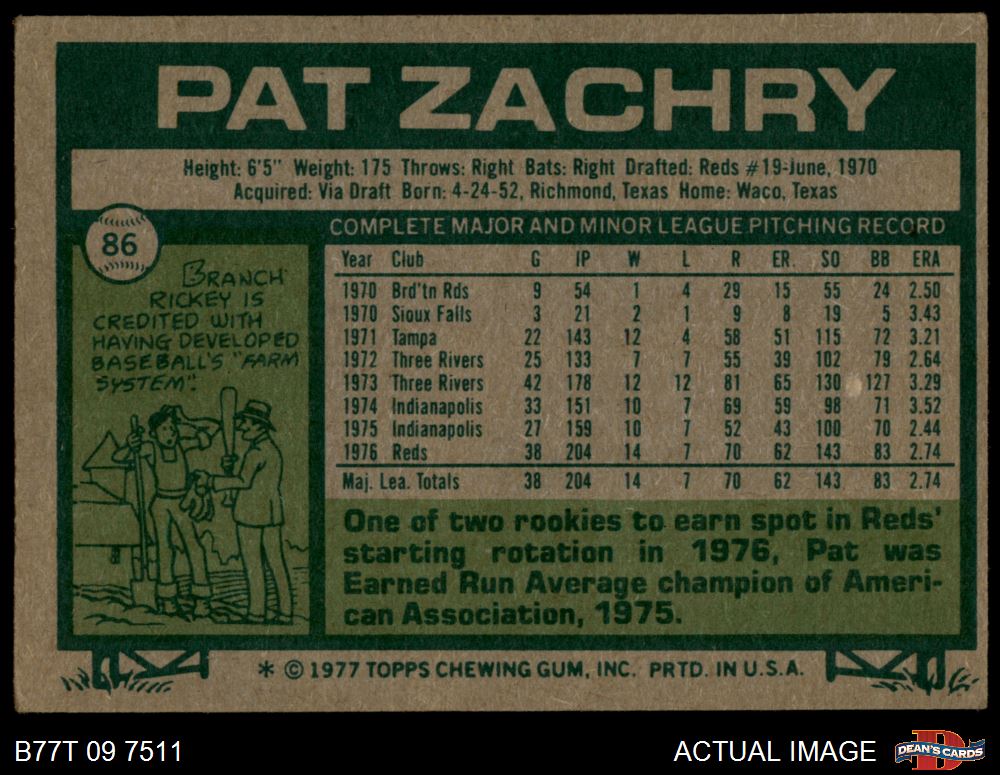 PAT ZACHRY
Height: 6'5" Weight: 175 Throws: Right Bats: Right Drafted: Reds #19-June, 1970
Acquired: Via Draft Born: 4-24-52, Richmond, Texas Home: Waco, Texas
86
BRANCH
RICKEY IS
CREDITED WITH
HAVING DEVELOPED
BASEBALL'S "FARM
SYSTEM".
COMPLETE MAJOR AND MINOR LEAGUE PITCHING RECORD
Year Club G IP W L R ER. SO BB ERA
1970 Brd'tn Rds 9 54 1 4 29 15 55 24 2.50
1970 Sioux Falls 3 21 2 1 9 8 19 5 3.43
1971 Tampa 22 143 12 4 58 51 115 72 3.21
1972 Three Rivers 25 133 7 7 55 39 102 79 2.64
1973 Three Rivers 42 178 12 12 81 65 130 127 3.29
1974 Indianapolis 33 151 10 7 69 59 98 71 3.52
1975 Indianapolis 27 159 10 7 52 43 100 70 2.44
1976 Reds 38 204 14 7 70 62 143 83 2.74
Maj. Lea. Totals 38 204 14 7 70 62 143 83 2.74
One of two rookies to earn spot in Reds'
starting rotation in 1976, Pat was
Earned Run Average champion of Ameri-
can Association, 1975.
* © 1977 TOPPS CHEWING GUM, INC. PRTD. IN U.S.A.
B77T 09 7511
ACTUAL IMAGE
D
DEAN'S CARDS